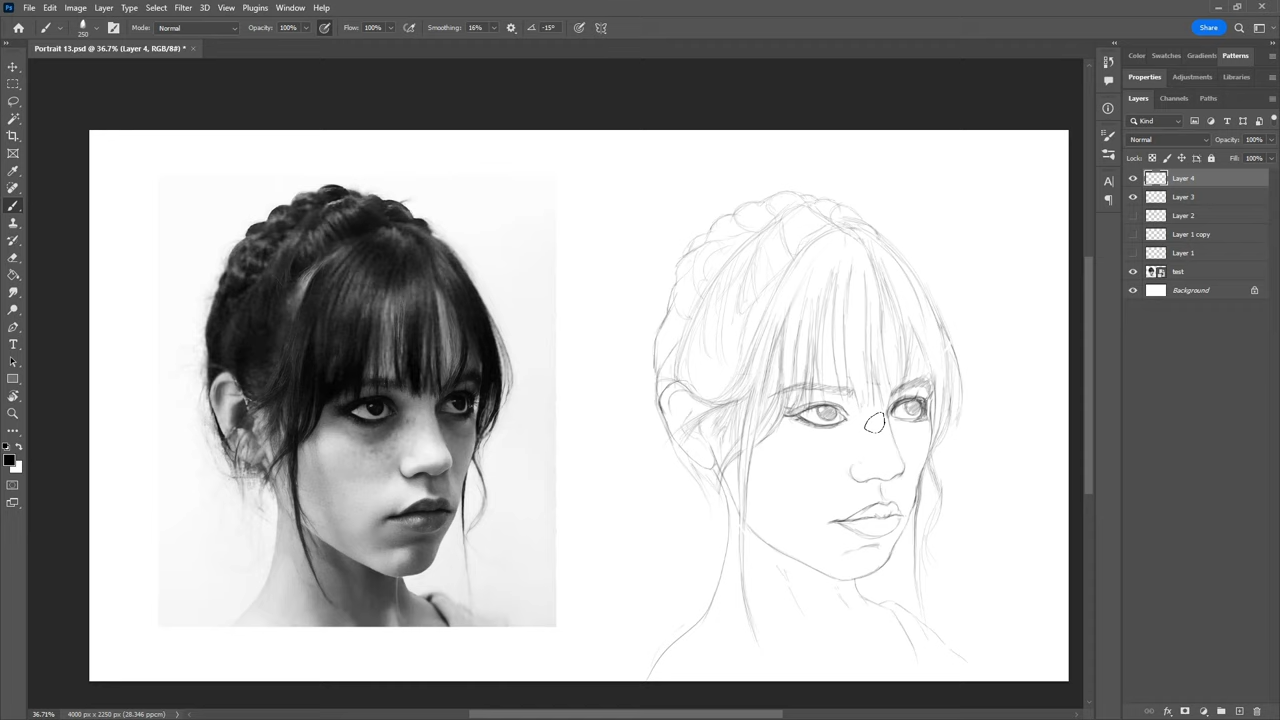 Ps File Edit Image Layer Type Select Filter 3D View Plugins Window Help
250 Mode: Normal Opacity: 100% Flow: 100% Smoothing: 16% -15° Share
Portrait 13.psd @ 36.7% (Layer 4, RGB/8#) * ×
Color Swatches Gradients Patterns
Properties Adjustments Libraries
Layers Channels Paths
Kind
Normal Opacity: 100%
Lock: Fill: 100%
Layer 4
Layer 3
Layer 2
Layer 1 copy
Layer 1
test
Background
36.71% 4000 px x 2250 px (28.346 ppcm)